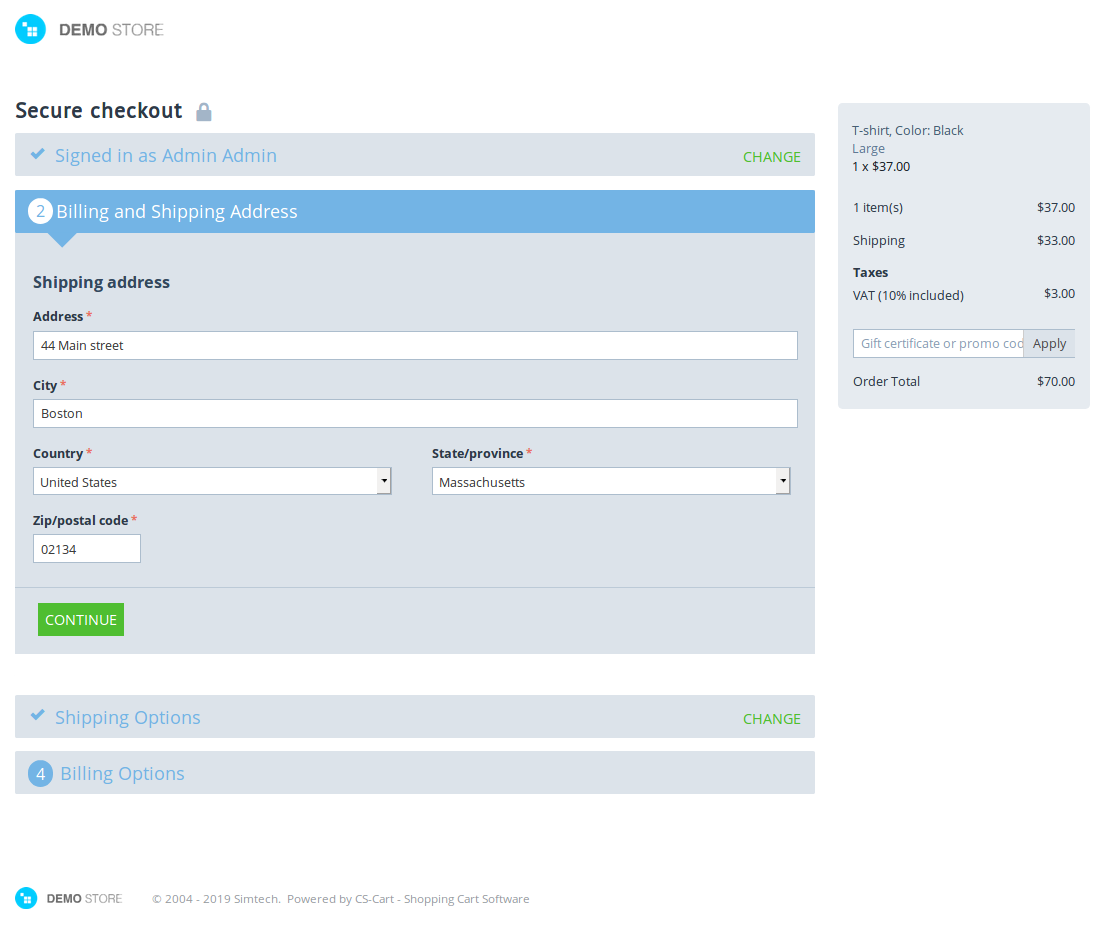 DEMO STORE
Secure checkout
Signed in as Admin Admin
CHANGE
2 Billing and Shipping Address
Shipping address
Address *
44 Main street
City *
Boston
Country *
State/province *
United States
Massachusetts
Zip/postal code *
02134
CONTINUE
Shipping Options
CHANGE
4 Billing Options
T-shirt, Color: Black
Large
1 x $37.00
1 item(s) $37.00
Shipping $33.00
Taxes
VAT (10% included) $3.00
Gift certificate or promo cod Apply
Order Total $70.00
DEMO STORE
© 2004 - 2019 Simtech. Powered by CS-Cart - Shopping Cart Software